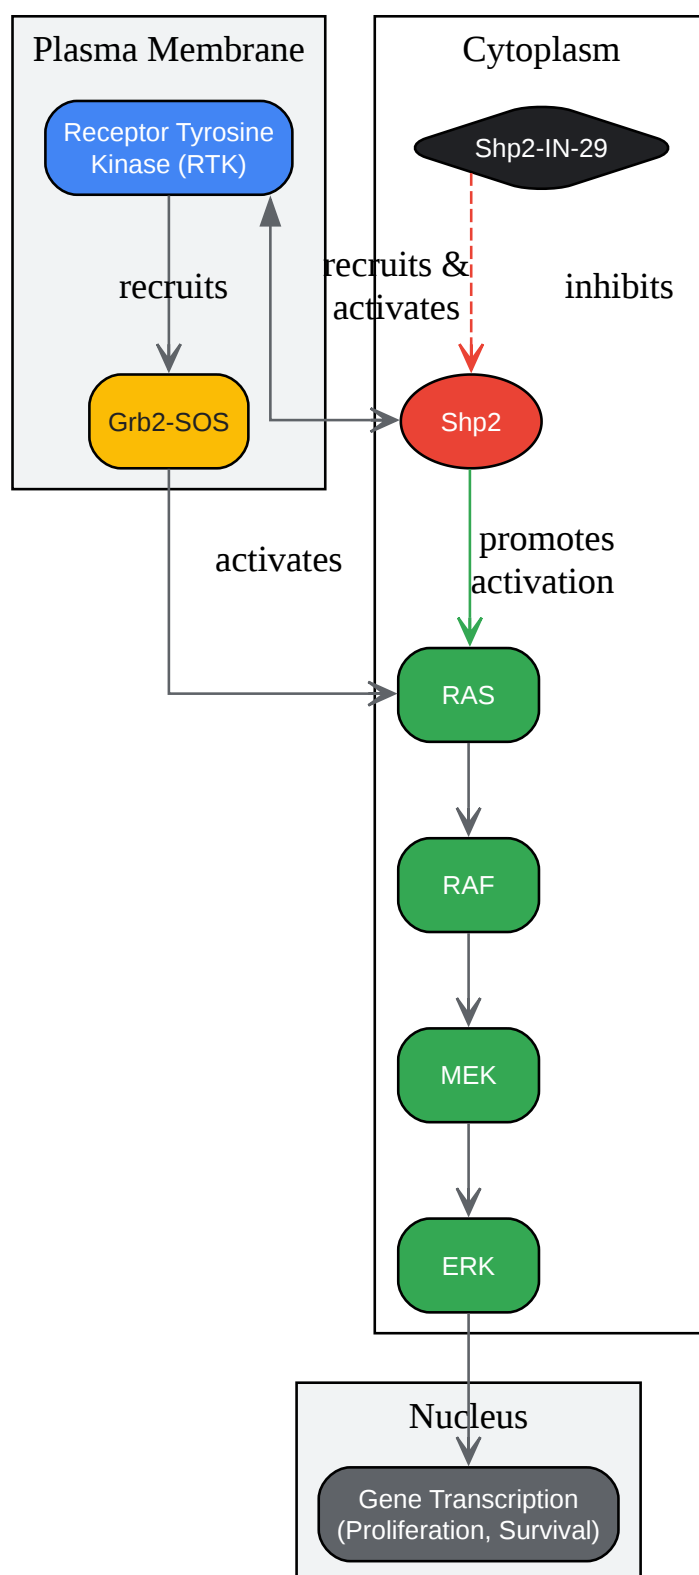 Plasma Membrane
Cytoplasm
Receptor Tyrosine
Kinase (RTK)
Shp2-IN-29
recruits
recruits &
activates
inhibits
Grb2-SOS
Shp2
activates
promotes
activation
RAS
RAF
MEK
ERK
Nucleus
Gene Transcription
(Proliferation, Survival)